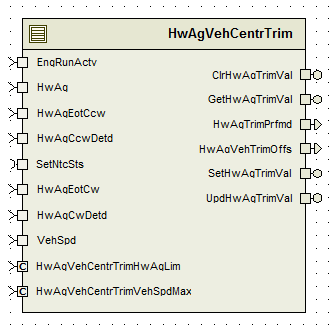 HwAgVehCentrTrim
EngRunActv
HwAg
HwAgEotCcw
HwAgCcwDetd
SetNtcSts
HwAgEotCw
HwAgCwDetd
VehSpd
C HwAgVehCentrTrimHwAgLim
C HwAgVehCentrTrimVehSpdMax
ClrHwAgTrimVal
GetHwAgTrimVal
HwAgTrimPrfmd
HwAgVehTrimOffs
SetHwAgTrimVal
UpdHwAgTrimVal